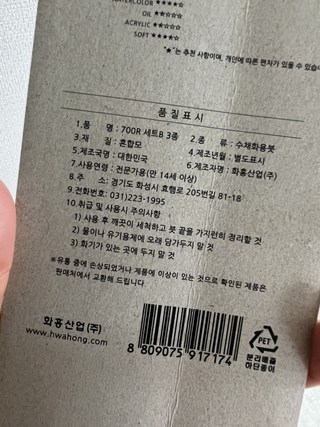 WATERCOLOR ★★★★☆
OIL ★★☆☆☆
ACRYLIC ★★☆☆☆
SOFT ★★★★☆
"★"는 추천 사항이며, 개인에 따른 편차가 있을 수 있습
품질표시
1.품 명 : 700R 세트B 3종 2.종 류 : 수채화용붓
3.재 질 : 혼합모 4.제조년월 : 별도표시
5.제조국명 : 대한민국 6.제조자명 : 화홍산업(주)
7.사용연령 : 전문가용(만 14세 이상)
8.주 소 : 경기도 화성시 효행로 205번길 81-18
9.전화번호 : 031)223-1995
10.취급 및 사용시 주의사항
1) 사용 후 깨끗이 세척하고 붓 끝을 가지런히 정리할 것
2) 물이나 유기용제에 오래 담가두지 말 것
3) 화기가 있는 곳에 두지 말 것
※유통 중에 손상되었거나 제품에 이상이 있는 것으로 확인된 제품은
판매처에서 교환해 드립니다
화홍산업(주)
www.hwahong.com
8 809075 917174
PET
분리배출
하단종이